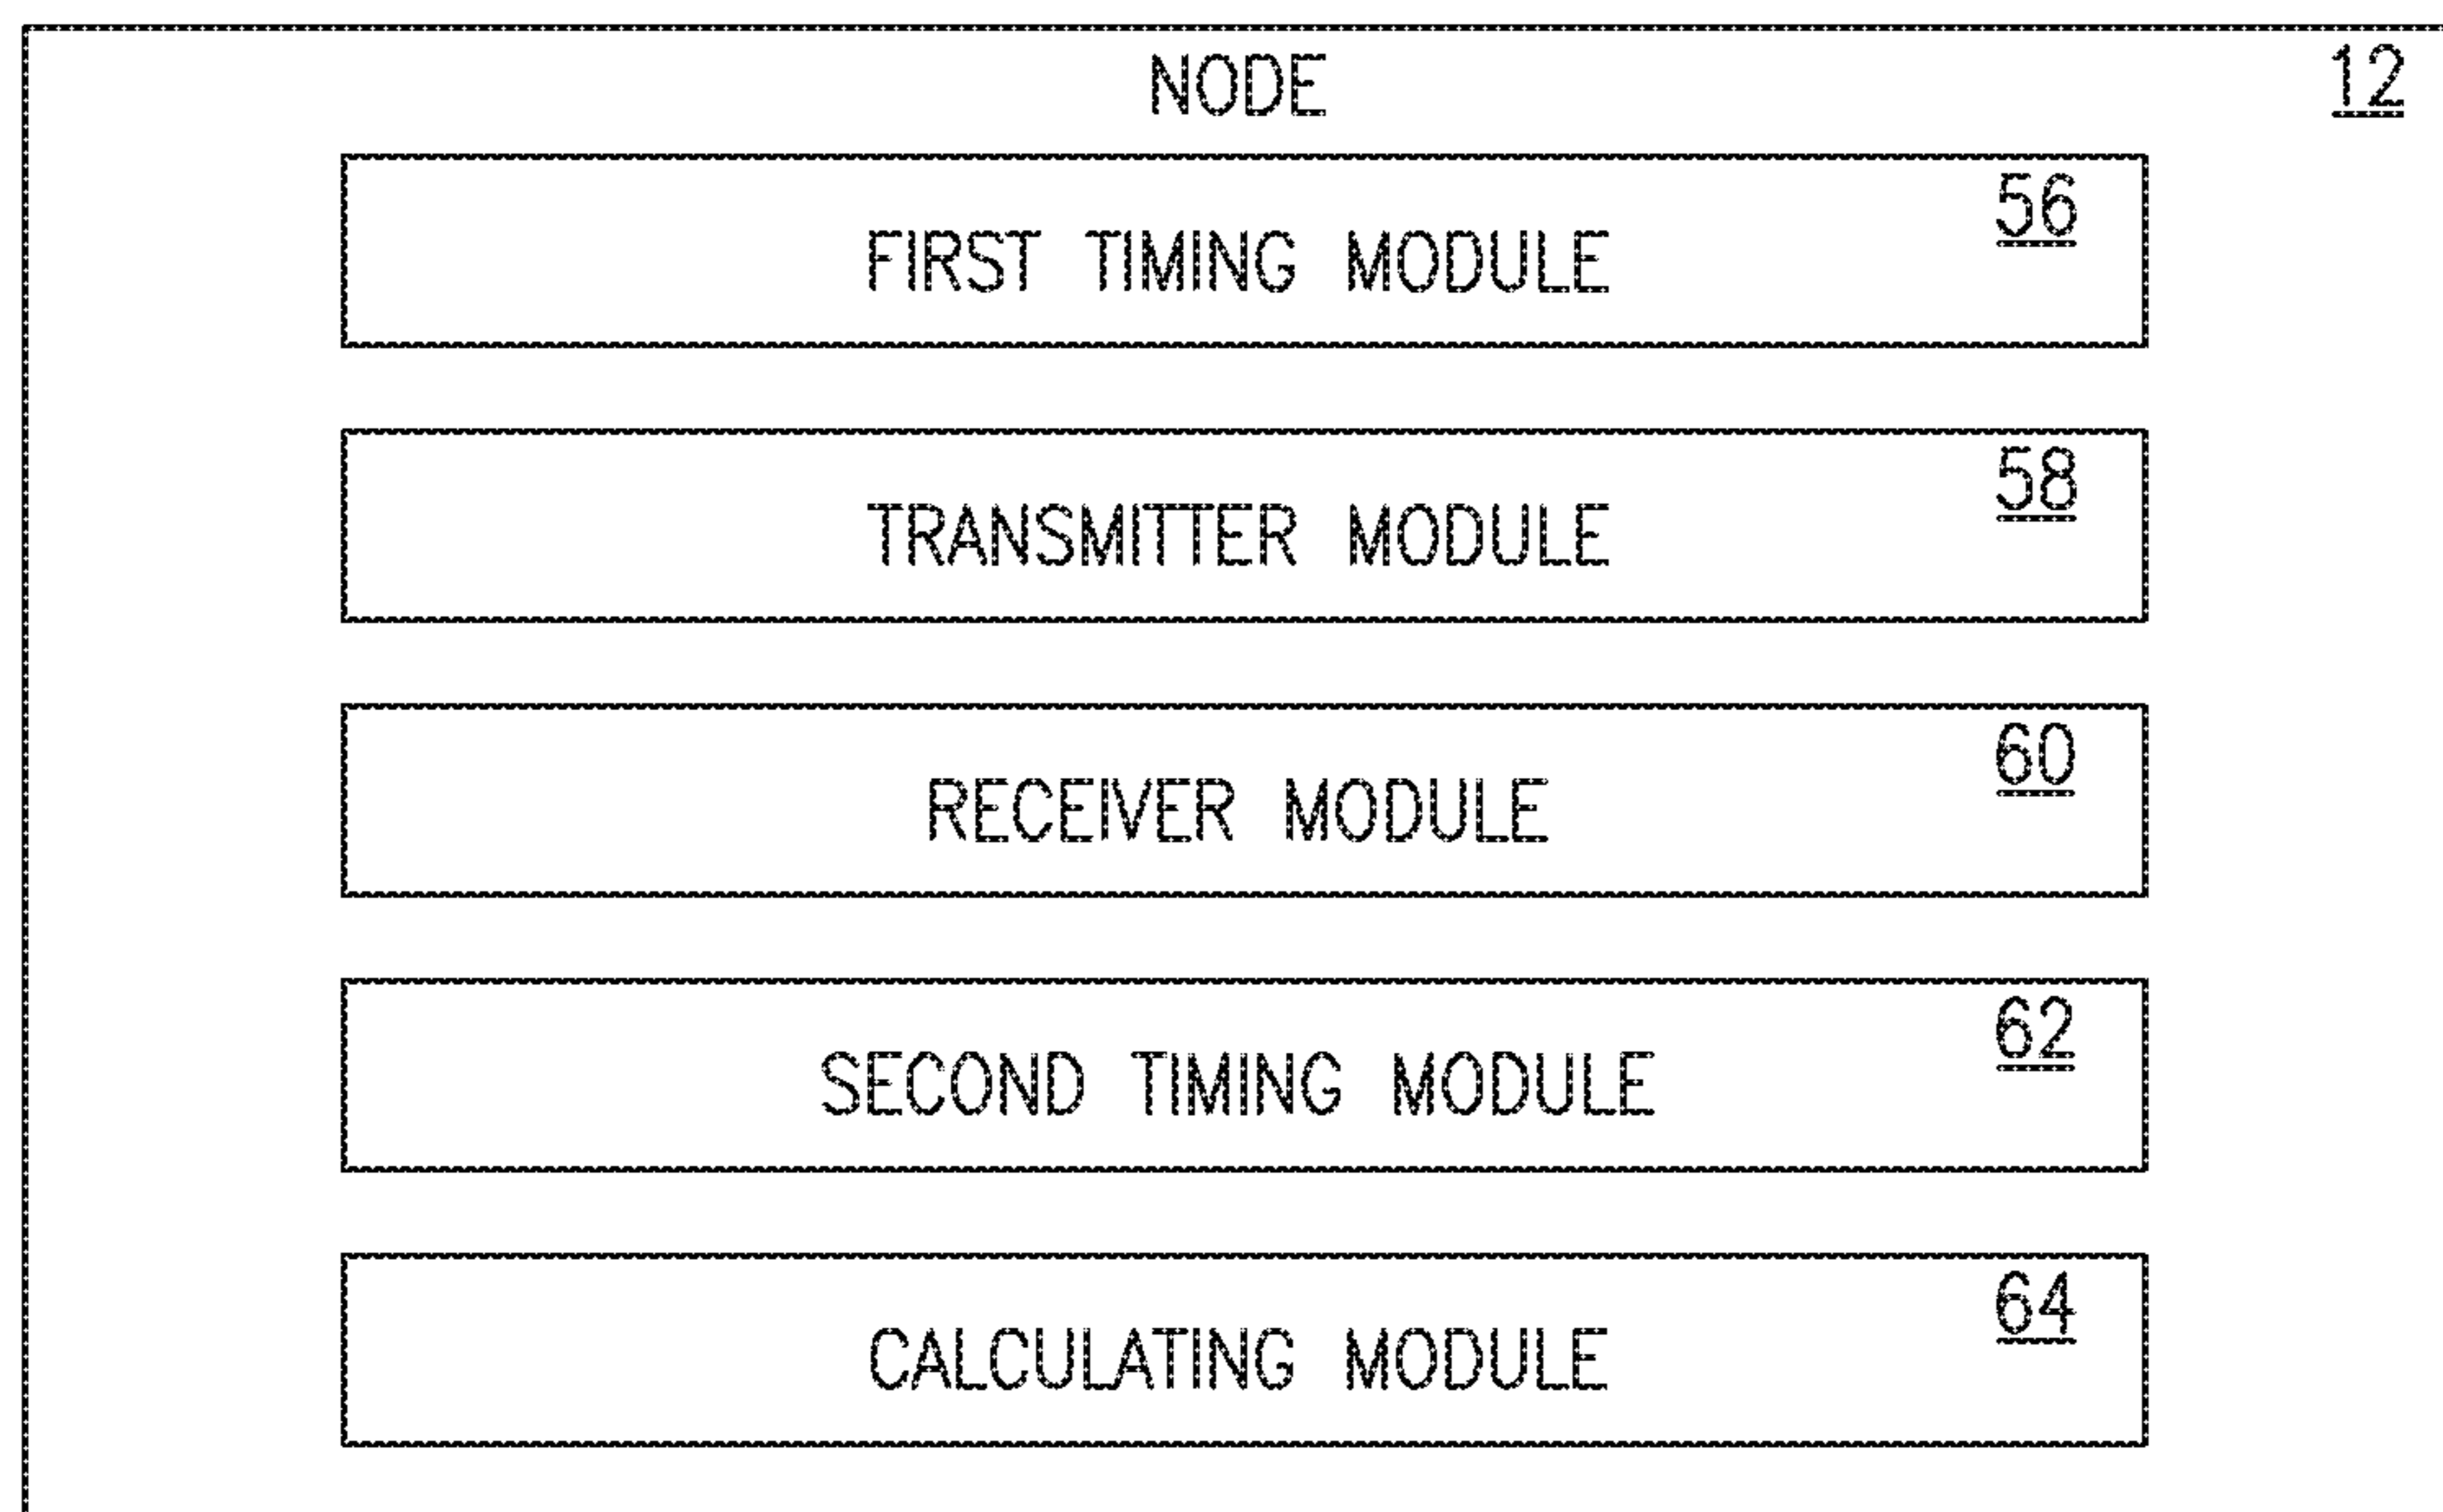 NODE 12
56
FIRST TIMING MODULE
58
TRANSMITTER MODULE
60
RECEIVER MODULE
62
SECOND TIMING MODULE
64
CALCULATING MODULE